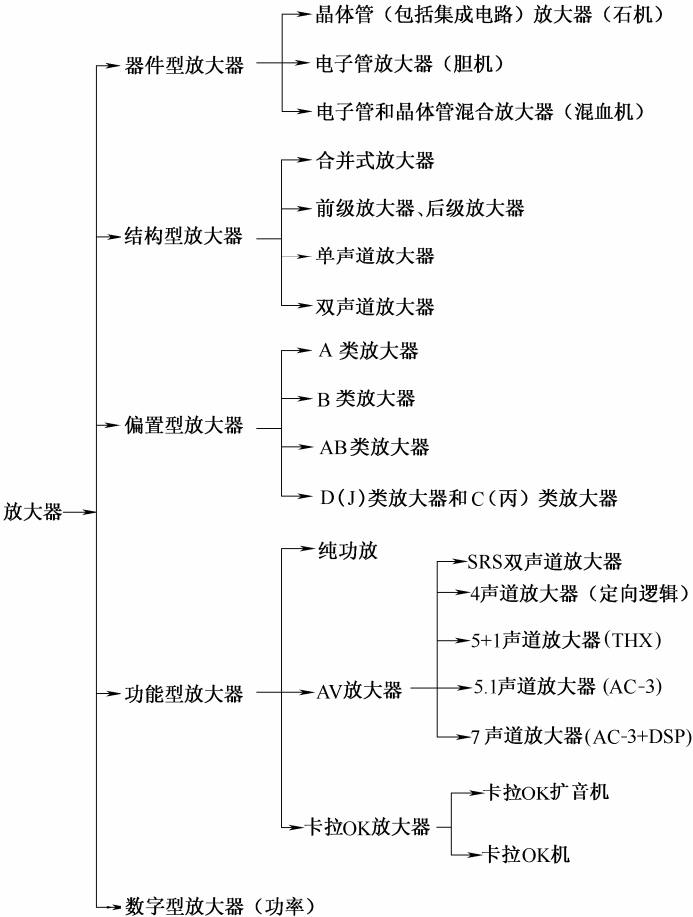 晶体管（包括集成电路）放大器（石机）
器件型放大器
电子管放大器（胆机）
电子管和晶体管混合放大器（混血机）
合并式放大器
前级放大器、后级放大器
结构型放大器
单声道放大器
双声道放大器
A 类放大器
B 类放大器
偏置型放大器
AB类放大器
D(J)类放大器和C（丙）类放大器
放大器
纯功放
SRS双声道放大器
4声道放大器（定向逻辑）
5+1声道放大器(THX)
功能型放大器
AV放大器
5.1声道放大器 (AC-3)
7 声道放大器(AC-3+DSP)
卡拉OK扩音机
卡拉OK放大器
卡拉OK机
数字型放大器（功率）